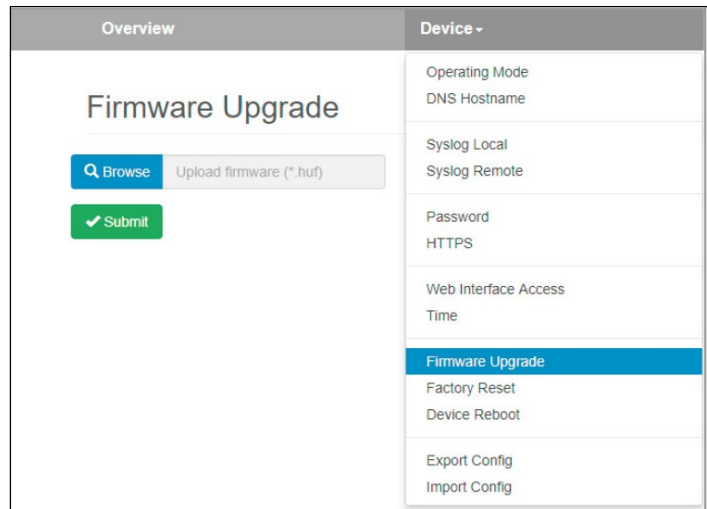 Overview
Device
Firmware Upgrade
Browse
Upload firmware (*.huf)
Submit
Operating Mode
DNS Hostname
Syslog Local
Syslog Remote
Password
HTTPS
Web Interface Access
Time
Firmware Upgrade
Factory Reset
Device Reboot
Export Config
Import Config